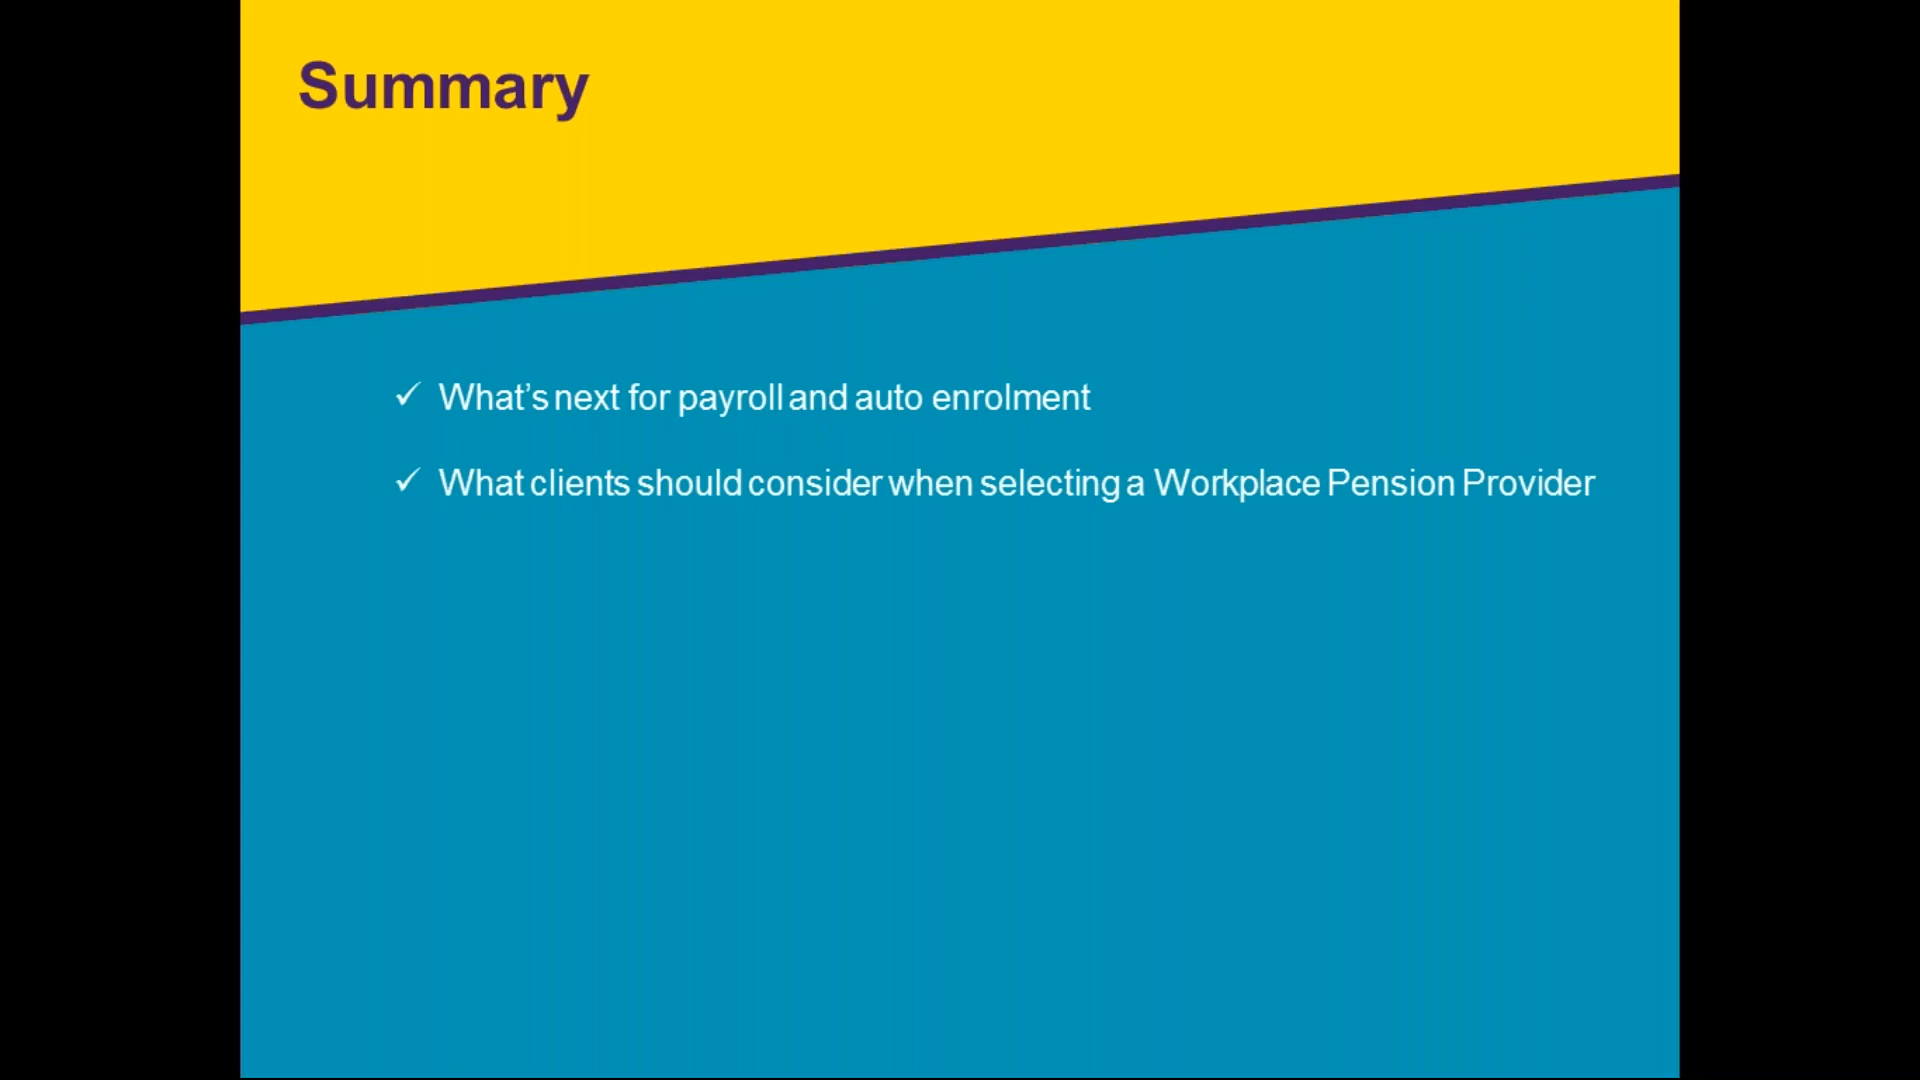 Summary
✓ What’s next for payroll and auto enrolment
✓ What clients should consider when selecting a Workplace Pension Provider